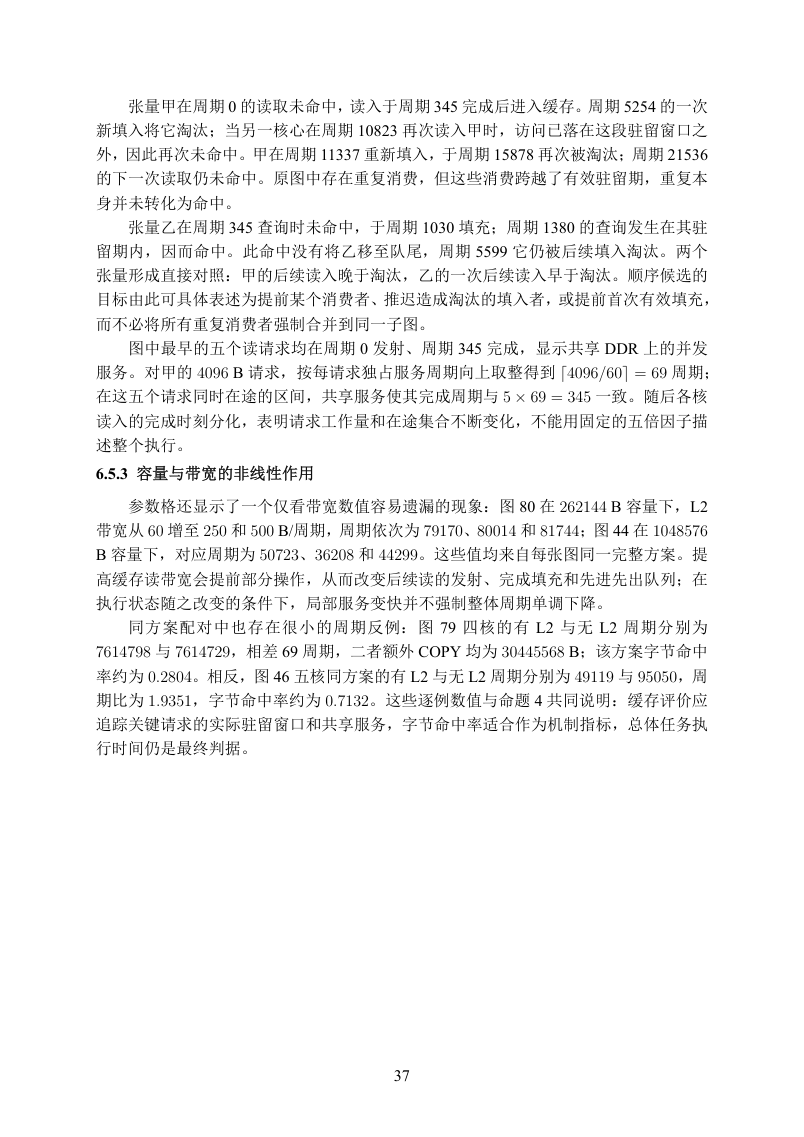 张量甲在周期 0 的读取未命中，读入于周期 345 完成后进入缓存。周期 5254 的一次
新填入将它淘汰；当另一核心在周期 10823 再次读入甲时，访问已落在这段驻留窗口之
外，因此再次未命中。甲在周期 11337 重新填入，于周期 15878 再次被淘汰；周期 21536
的下一次读取仍未命中。原图中存在重复消费，但这些消费跨越了有效驻留期，重复本
身并未转化为命中。
张量乙在周期 345 查询时未命中，于周期 1030 填充；周期 1380 的查询发生在其驻
留期内，因而命中。此命中没有将乙移至队尾，周期 5599 它仍被后续填入淘汰。两个
张量形成直接对照：甲的后续读入晚于淘汰，乙的一次后续读入早于淘汰。顺序候选的
目标由此可具体表述为提前某个消费者、推迟造成淘汰的填入者，或提前首次有效填充，
而不必将所有重复消费者强制合并到同一子图。
图中最早的五个读请求均在周期 0 发射、周期 345 完成，显示共享 DDR 上的并发
服务。对甲的 4096 B 请求，按每请求独占服务周期向上取整得到 ⌈4096/60⌉ = 69 周期；
在这五个请求同时在途的区间，共享服务使其完成周期与 5 × 69 = 345 一致。随后各核
读入的完成时刻分化，表明请求工作量和在途集合不断变化，不能用固定的五倍因子描
述整个执行。
6.5.3 容量与带宽的非线性作用
参数格还显示了一个仅看带宽数值容易遗漏的现象：图 80 在 262144 B 容量下，L2
带宽从 60 增至 250 和 500 B/周期，周期依次为 79170、80014 和 81744；图 44 在 1048576
B 容量下，对应周期为 50723、36208 和 44299。这些值均来自每张图同一完整方案。提
高缓存读带宽会提前部分操作，从而改变后续读的发射、完成填充和先进先出队列；在
执行状态随之改变的条件下，局部服务变快并不强制整体周期单调下降。
同方案配对中也存在很小的周期反例：图 79 四核的有 L2 与无 L2 周期分别为
7614798 与 7614729，相差 69 周期，二者额外 COPY 均为 30445568 B；该方案字节命中
率约为 0.2804。相反，图 46 五核同方案的有 L2 与无 L2 周期分别为 49119 与 95050，周
期比为 1.9351，字节命中率约为 0.7132。这些逐例数值与命题 4 共同说明：缓存评价应
追踪关键请求的实际驻留窗口和共享服务，字节命中率适合作为机制指标，总体任务执
行时间仍是最终判据。
37